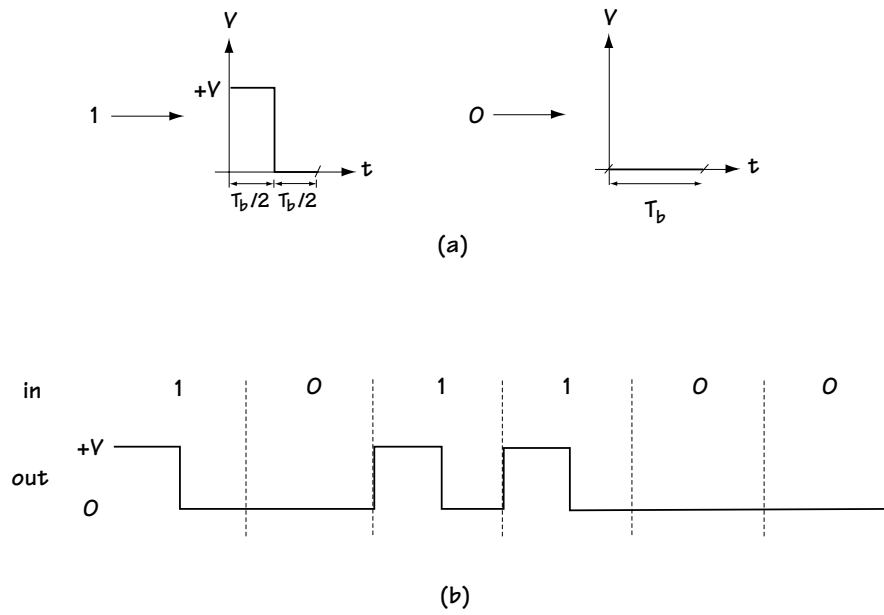 V V
+V
1 0
t t
T_b/2 T_b/2
T_b
(a)
in 1 0 1 1 0 0
+V
out
0
(b)